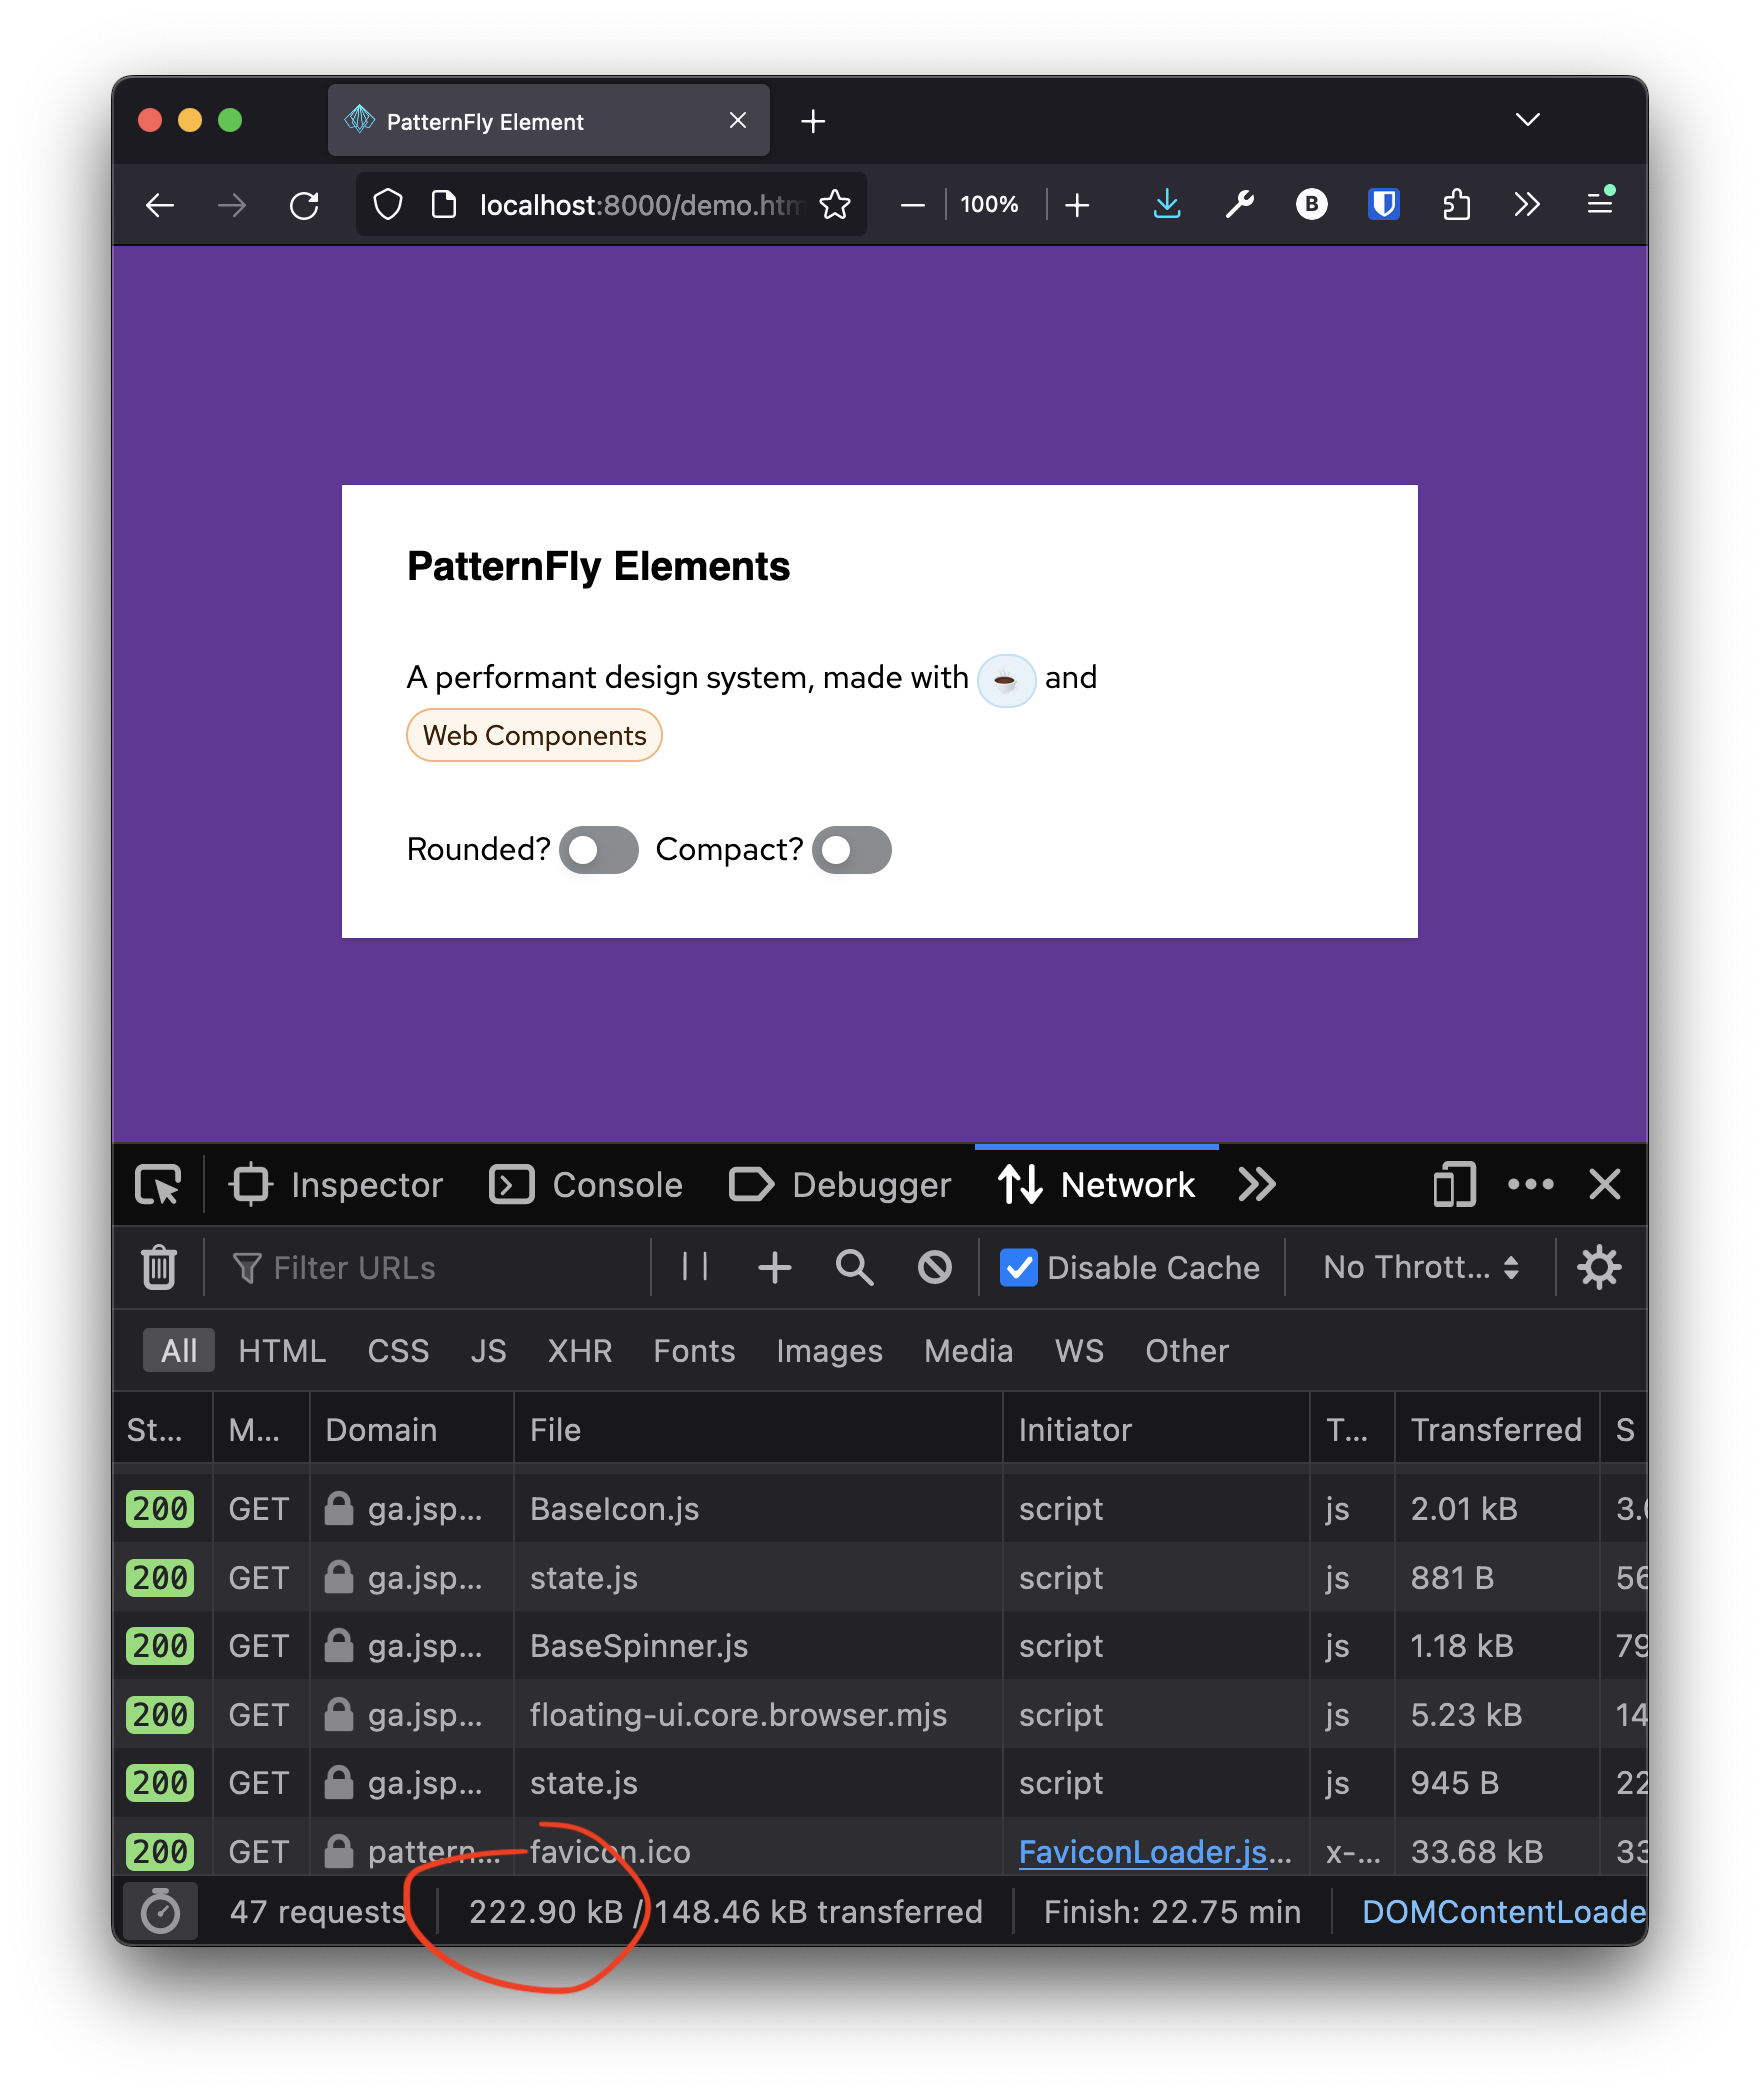 PatternFly Element
localhost:8000/demo.htm
100%
B
PatternFly Elements
A performant design system, made with ☕ and
Web Components
Rounded? Compact?
Inspector Console Debugger Network
Filter URLs Disable Cache No Thrott...
All HTML CSS JS XHR Fonts Images Media WS Other
St... M... Domain File Initiator T... Transferred S
200 GET ga.jsp... BaseIcon.js script js 2.01 kB 3.
200 GET ga.jsp... state.js script js 881 B 56
200 GET ga.jsp... BaseSpinner.js script js 1.18 kB 79
200 GET ga.jsp... floating-ui.core.browser.mjs script js 5.23 kB 14
200 GET ga.jsp... state.js script js 945 B 22
200 GET pattern... favicon.ico FaviconLoader.js... x-... 33.68 kB 33
47 requests 222.90 kB / 148.46 kB transferred Finish: 22.75 min DOMContentLoade